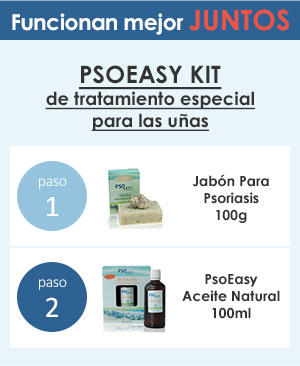 Funcionan mejor JUNTOS
PSOEASY KIT
de tratamiento especial
para las uñas
paso
1
Jabón Para
Psoriasis
100g
paso
2
PsoEasy
Aceite Natural
100ml